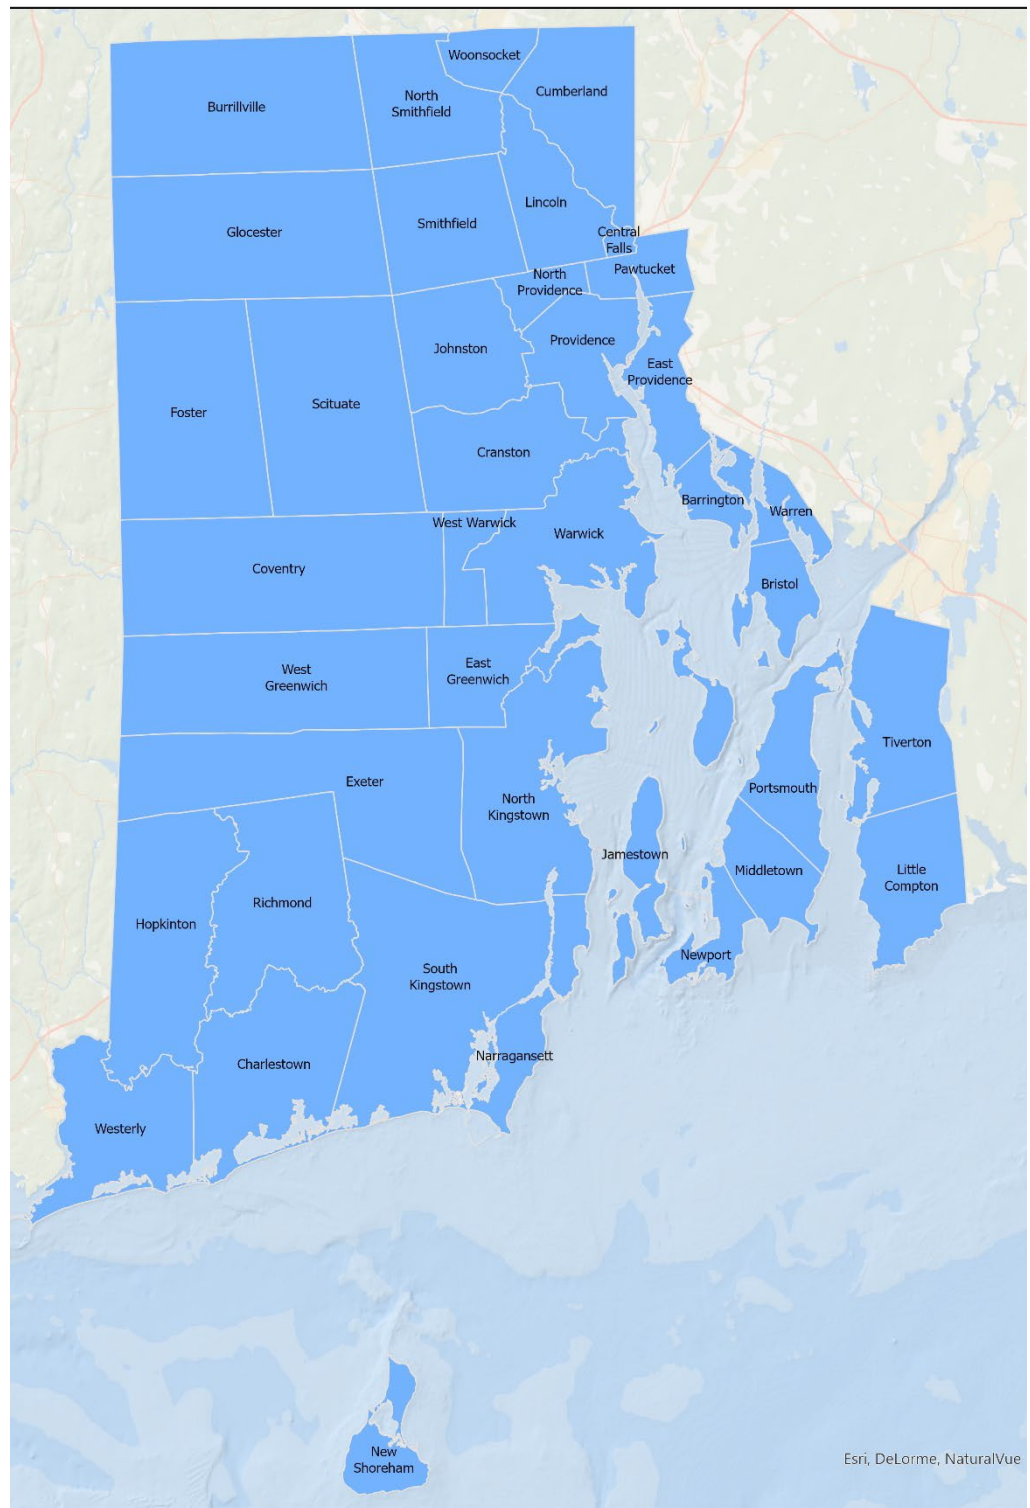 Woonsocket
Cumberland
North
Smithfield
Burrillville
Lincoln
Smithfield
Glocester
Central
Falls
Pawtucket
North
Providence
Providence
Johnston
East
Providence
Scituate
Foster
Cranston
Barrington
Warren
West Warwick
Warwick
Coventry
Bristol
East
Greenwich
West
Greenwich
Tiverton
Exeter
Portsmouth
North
Kingstown
Jamestown
Middletown
Little
Compton
Richmond
Hopkinton
Newport
South
Kingstown
Narragansett
Charlestown
Westerly
New
Shoreham
Esri, DeLorme, NaturalVue